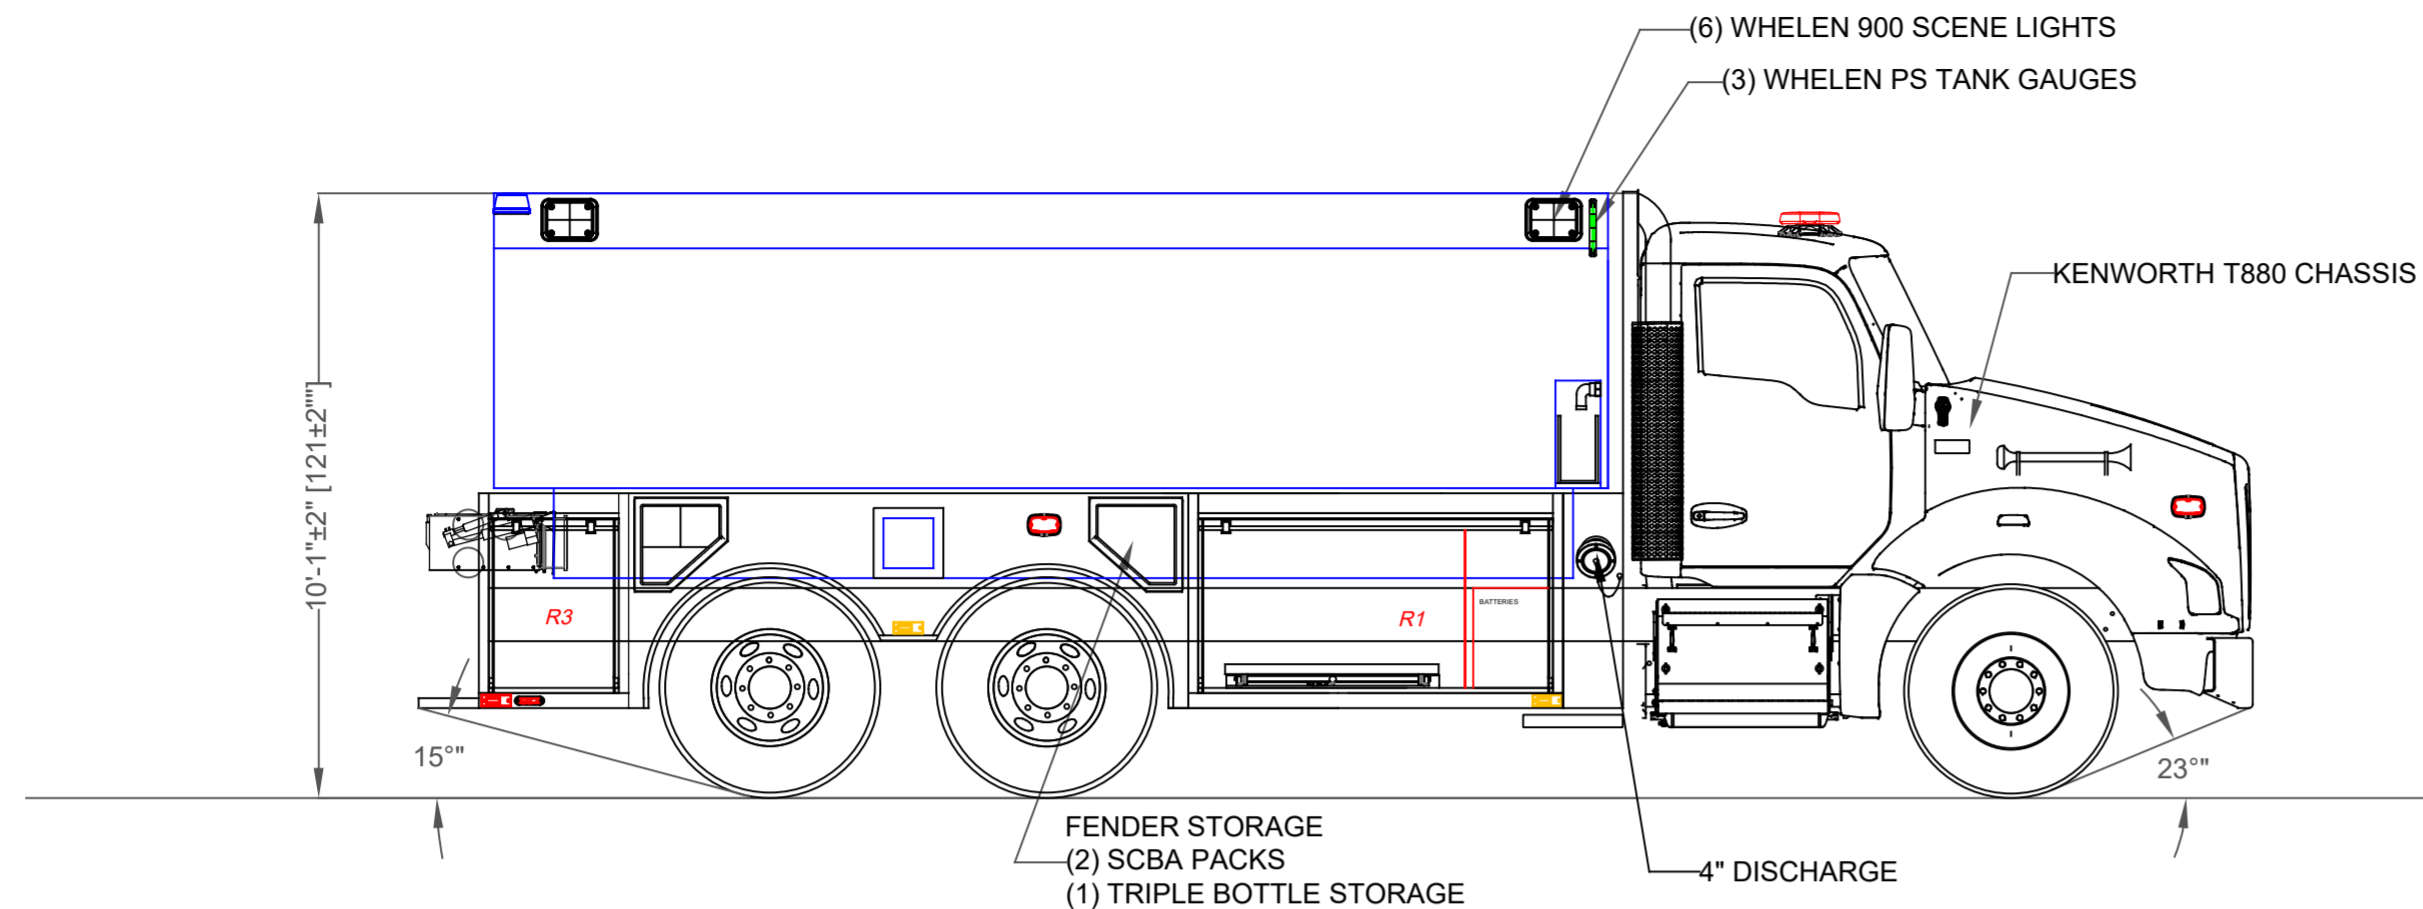 (6) WHELEN 900 SCENE LIGHTS
(3) WHELEN PS TANK GAUGES
KENWORTH T880 CHASSIS
10'-1"±2" [121±2""]
R3
R1
BATTERIES
15°"
23°"
FENDER STORAGE
(2) SCBA PACKS
(1) TRIPLE BOTTLE STORAGE
4" DISCHARGE